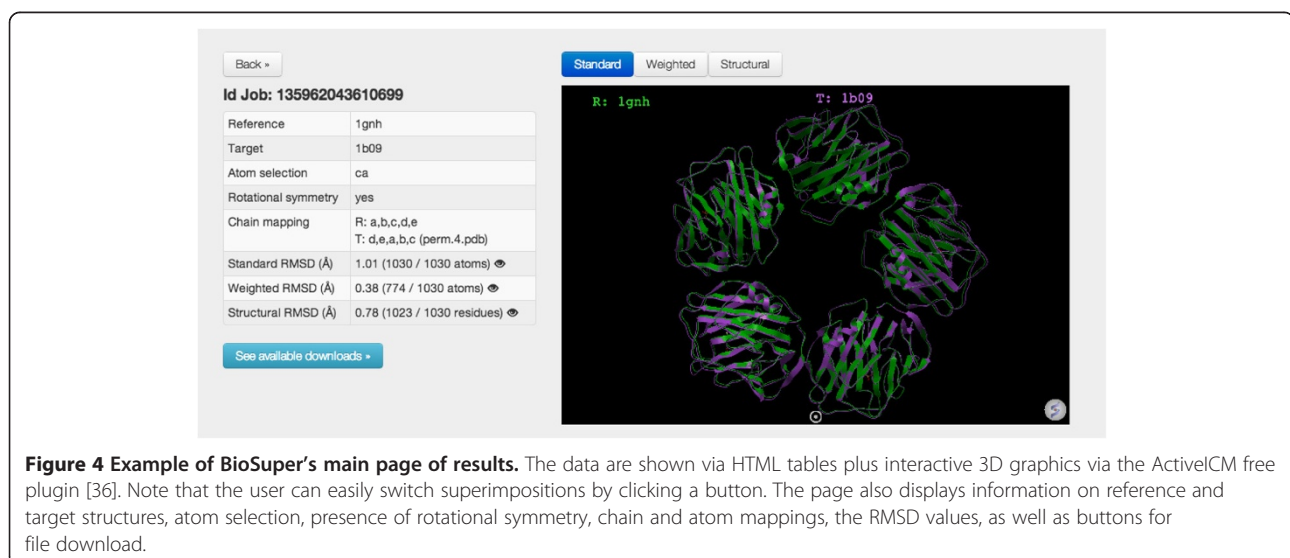 Back »
Id Job: 135962043610699
Reference 1gnh
Target 1b09
Atom selection ca
Rotational symmetry yes
Chain mapping R: a,b,c,d,e
T: d,e,a,b,c (perm.4.pdb)
Standard RMSD (Å) 1.01 (1030 / 1030 atoms)
Weighted RMSD (Å) 0.38 (774 / 1030 atoms)
Structural RMSD (Å) 0.78 (1023 / 1030 residues)
See available downloads »
Standard Weighted Structural
R: 1gnh T: 1b09
Figure 4 Example of BioSuper's main page of results. The data are shown via HTML tables plus interactive 3D graphics via the ActiveICM free
plugin [36]. Note that the user can easily switch superimpositions by clicking a button. The page also displays information on reference and
target structures, atom selection, presence of rotational symmetry, chain and atom mappings, the RMSD values, as well as buttons for
file download.